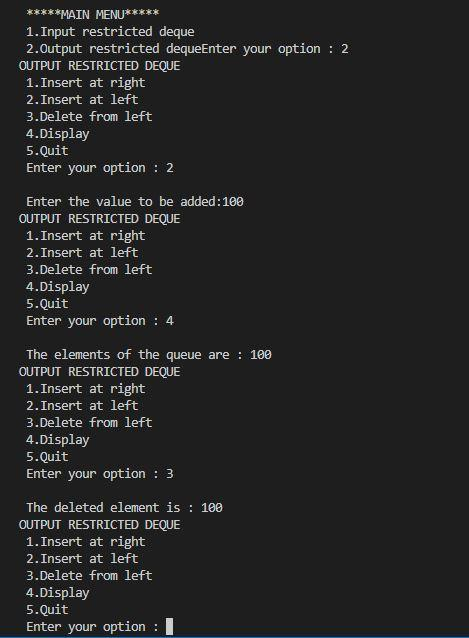 *****MAIN MENU*****
1.Input restricted deque
2.Output restricted dequeEnter your option : 2
OUTPUT RESTRICTED DEQUE
1.Insert at right
2.Insert at left
3.Delete from left
4.Display
5.Quit
Enter your option : 2
Enter the value to be added:100
OUTPUT RESTRICTED DEQUE
1.Insert at right
2.Insert at left
3.Delete from left
4.Display
5.Quit
Enter your option : 4
The elements of the queue are : 100
OUTPUT RESTRICTED DEQUE
1.Insert at right
2.Insert at left
3.Delete from left
4.Display
5.Quit
Enter your option : 3
The deleted element is : 100
OUTPUT RESTRICTED DEQUE
1.Insert at right
2.Insert at left
3.Delete from left
4.Display
5.Quit
Enter your option :